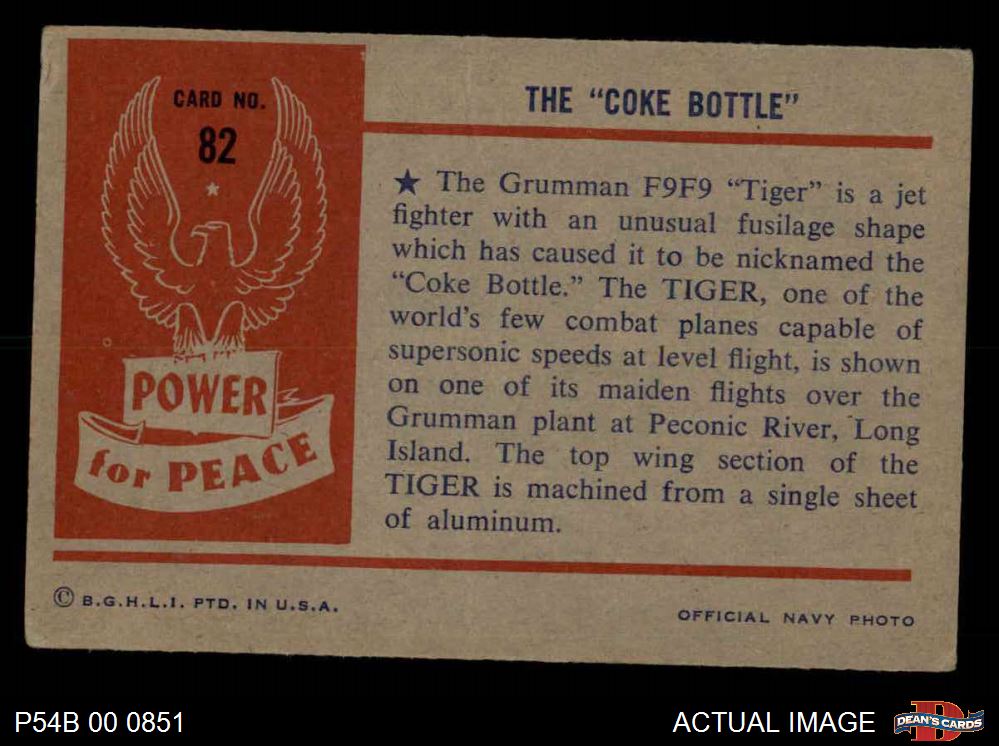 CARD NO.
82
THE "COKE BOTTLE"
★ The Grumman F9F9 "Tiger" is a jet
fighter with an unusual fusilage shape
which has caused it to be nicknamed the
"Coke Bottle." The TIGER, one of the
world's few combat planes capable of
supersonic speeds at level flight, is shown
on one of its maiden flights over the
Grumman plant at Peconic River, Long
Island. The top wing section of the
TIGER is machined from a single sheet
of aluminum.
POWER
for PEACE
© B.G.H.L.I. PTD. IN U.S.A.
OFFICIAL NAVY PHOTO
P54B 00 0851
ACTUAL IMAGE
DEAN'S CARDS